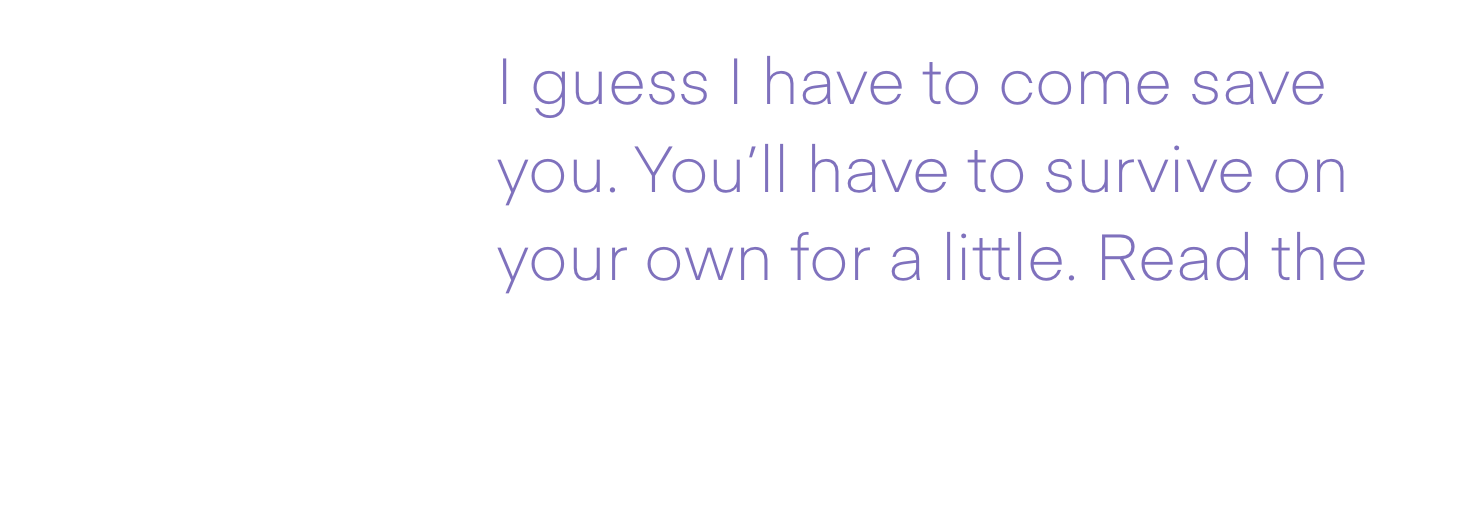 I guess I have to come save
you. You’ll have to survive on
your own for a little. Read the